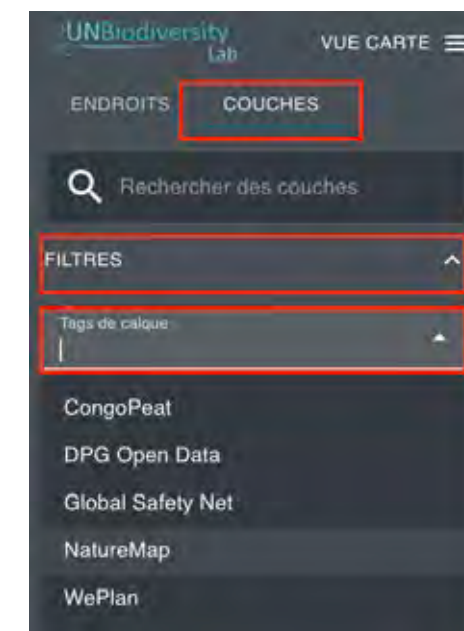 UNBiodiversity
Lab
VUE CARTE
ENDROITS COUCHES
Rechercher des couches
FILTRES
Tags de calque
CongoPeat
DPG Open Data
Global Safety Net
NatureMap
WePlan